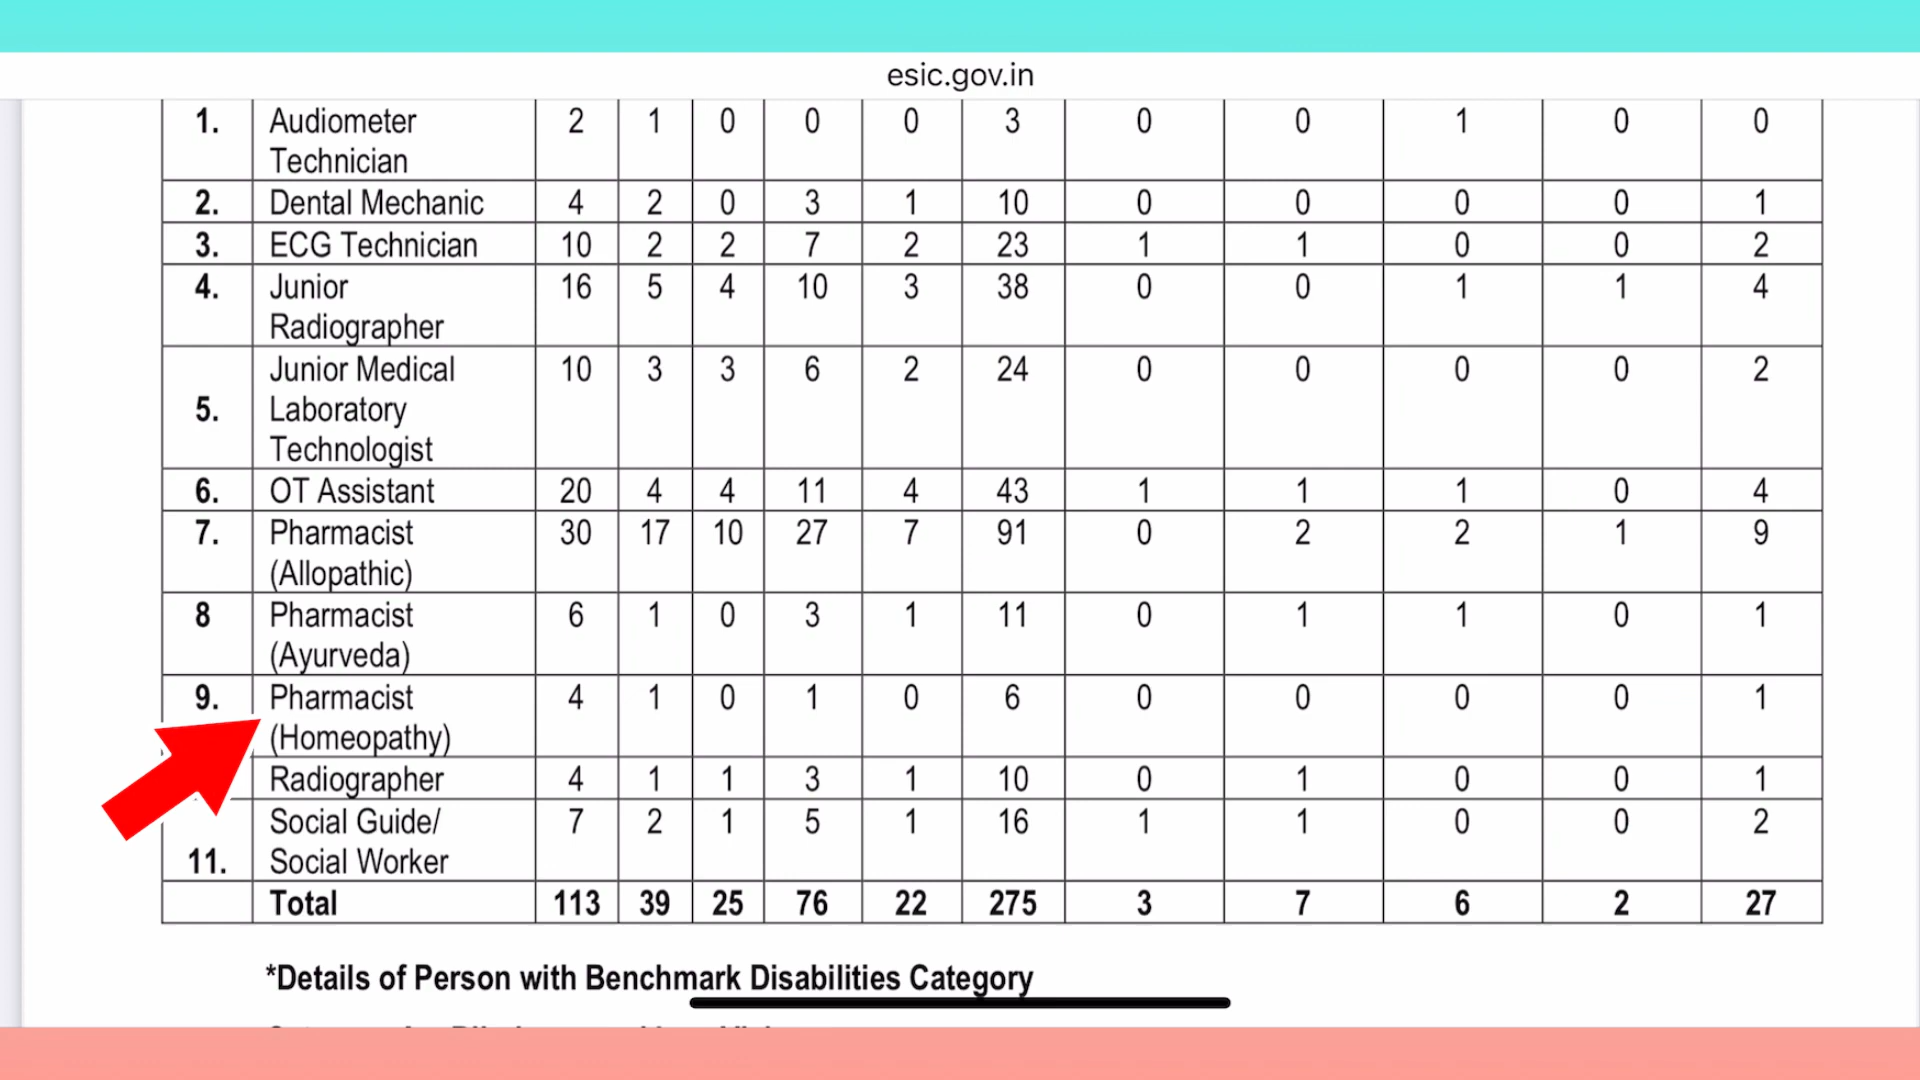 esic.gov.in
1. Audiometer 2 1 0 0 0 3 0 0 1 0 0
Technician
2. Dental Mechanic 4 2 0 3 1 10 0 0 0 0 1
3. ECG Technician 10 2 2 7 2 23 1 1 0 0 2
4. Junior 16 5 4 10 3 38 0 0 1 1 4
Radiographer
Junior Medical 10 3 3 6 2 24 0 0 0 0 2
5. Laboratory
Technologist
6. OT Assistant 20 4 4 11 4 43 1 1 1 0 4
7. Pharmacist 30 17 10 27 7 91 0 2 2 1 9
(Allopathic)
8 Pharmacist 6 1 0 3 1 11 0 1 1 0 1
(Ayurveda)
9. Pharmacist 4 1 0 1 0 6 0 0 0 0 1
(Homeopathy)
Radiographer 4 1 1 3 1 10 0 1 0 0 1
Social Guide/ 7 2 1 5 1 16 1 1 0 0 2
11. Social Worker
Total 113 39 25 76 22 275 3 7 6 2 27
*Details of Person with Benchmark Disabilities Category